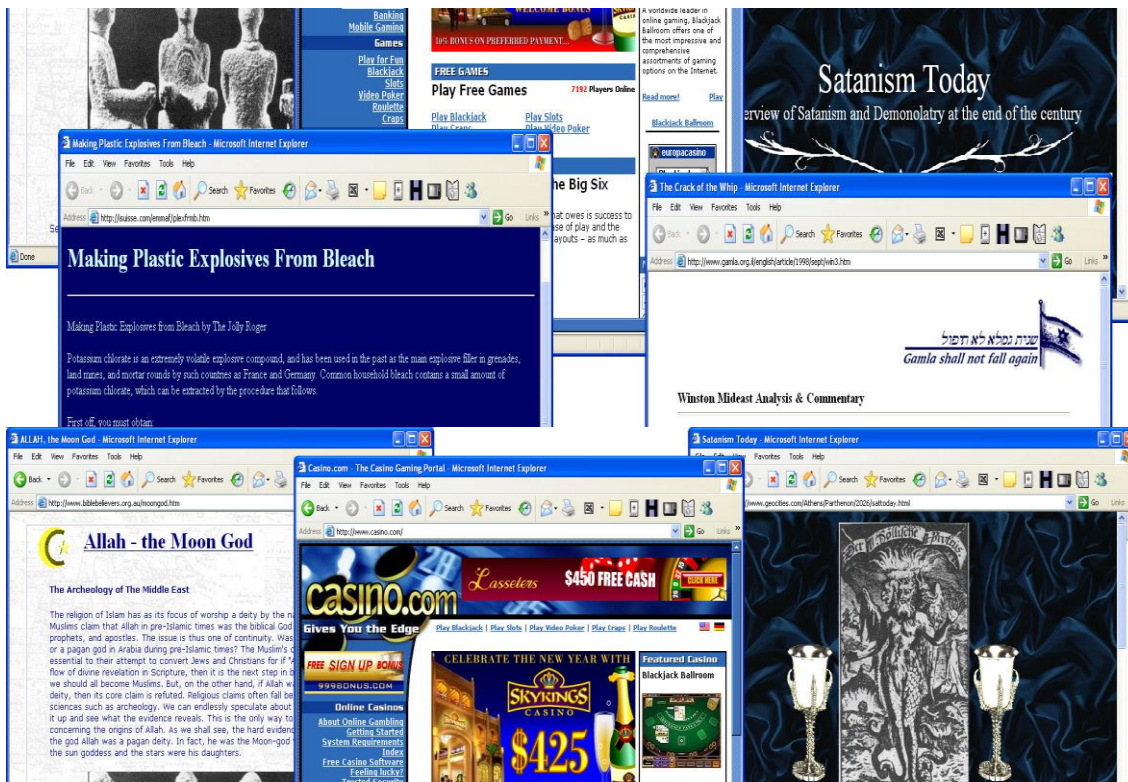 Banking
Mobile Gaming
Games
Play for Fun
Blackjack
Slots
Video Poker
Roulette
Craps
WELCOME BONUS
10% BONUS ON PREFERRED PAYMENT...
FREE GAMES
Play Free Games
7192 Players Online
Play Blackjack Play Slots
Play Craps Play Video Poker
he Big Six
hat owes is success to
ase of play and the
layouts - as much as
A worldwide leader in
online gaming, Blackjack
Ballroom offers one of
the most impressive and
comprehensive
assortments of gaming
options on the Internet.
Read more! Play
Blackjack Ballroom
europacasino
Satanism Today
erview of Satanism and Demonolatry at the end of the century
Done
Making Plastic Explosives From Bleach - Microsoft Internet Explorer
File Edit View Favorites Tools Help
Back Search Favorites
Address http://isuisse.com/emmaf/plexfrmb.htm Go Links
Making Plastic Explosives From Bleach
Making Plastic Explosives from Bleach by The Jolly Roger
Potassium chlorate is an extremely volatile explosive compound, and has been used in the past as the main explosive filler in grenades,
land mines, and mortar rounds by such countries as France and Germany. Common household bleach contains a small amount of
potassium chlorate, which can be extracted by the procedure that follows.
First off, you must obtain:
The Crack of the Whip - Microsoft Internet Explorer
File Edit View Favorites Tools Help
Back Search Favorites
Address http://www.gamla.org.il/english/article/1998/sept/win3.htm Go Links
שנית גמלא לא תיפול
Gamla shall not fall again
Winston Mideast Analysis & Commentary
ALLAH, the Moon God - Microsoft Internet Explorer
File Edit View Favorites Tools Help
Back Search Favorites
Address http://www.biblebelievers.org.au/moongod.htm
Allah - the Moon God
The Archeology of The Middle East
The religion of Islam has as its focus of worship a deity by the
Muslims claim that Allah in pre-Islamic times was the biblical God
prophets, and apostles. The issue is thus one of continuity. Was
or a pagan god in Arabia during pre-Islamic times? The Muslim's
essential to their attempt to convert Jews and Christians for if
flow of divine revelation in Scripture, then it is the next step in
we should all become Muslims. But, on the other hand, if Allah
deity, then its core claim is refuted. Religious claims often fall
sciences such as archeology. We can endlessly speculate about
it up and see what the evidence reveals. This is the only way to
concerning the origins of Allah. As we shall see, the hard
the god Allah was a pagan deity. In fact, he was the Moon-god
the sun goddess and the stars were his daughters.
Casino.com - The Casino Gaming Portal - Microsoft Internet Explorer
File Edit View Favorites Tools Help
Back Search Favorites
Address http://www.casino.com/ Go Links
casino.com
Gives You the Edge
Lasseters $450 FREE CASH CLICK HERE
Play Blackjack | Play Slots | Play Video Poker | Play Craps | Play Roulette
FREE SIGN UP BONUS
999BONUS.COM
Online Casinos
About Online Gambling
Getting Started
System Requirements
Index
Free Casino Software
Feeling lucky?
Trusted Security
CELEBRATE THE NEW YEAR WITH
SKYKINGS
CASINO
$425
Featured Casino
Blackjack Ballroom
Satanism Today - Microsoft Internet Explorer
File Edit View Favorites Tools Help
Back Search Favorites
www.geocities.com/Athens/Parthenon/2026/sattoday.html Go Links